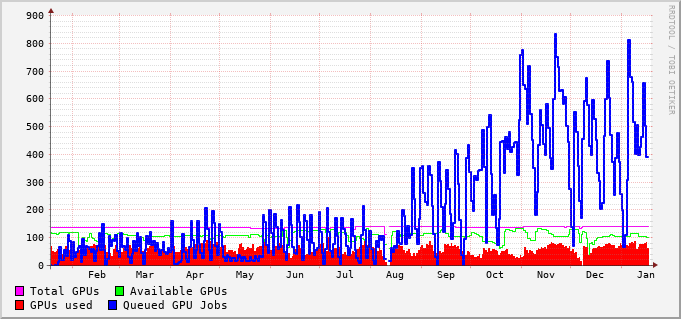 900
800
700
600
500
400
300
200
100
0
Feb Mar Apr May Jun Jul Aug Sep Oct Nov Dec Jan
Total GPUs Available GPUs
GPUs used Queued GPU Jobs
RRDTOOL / TOBI OETIKER